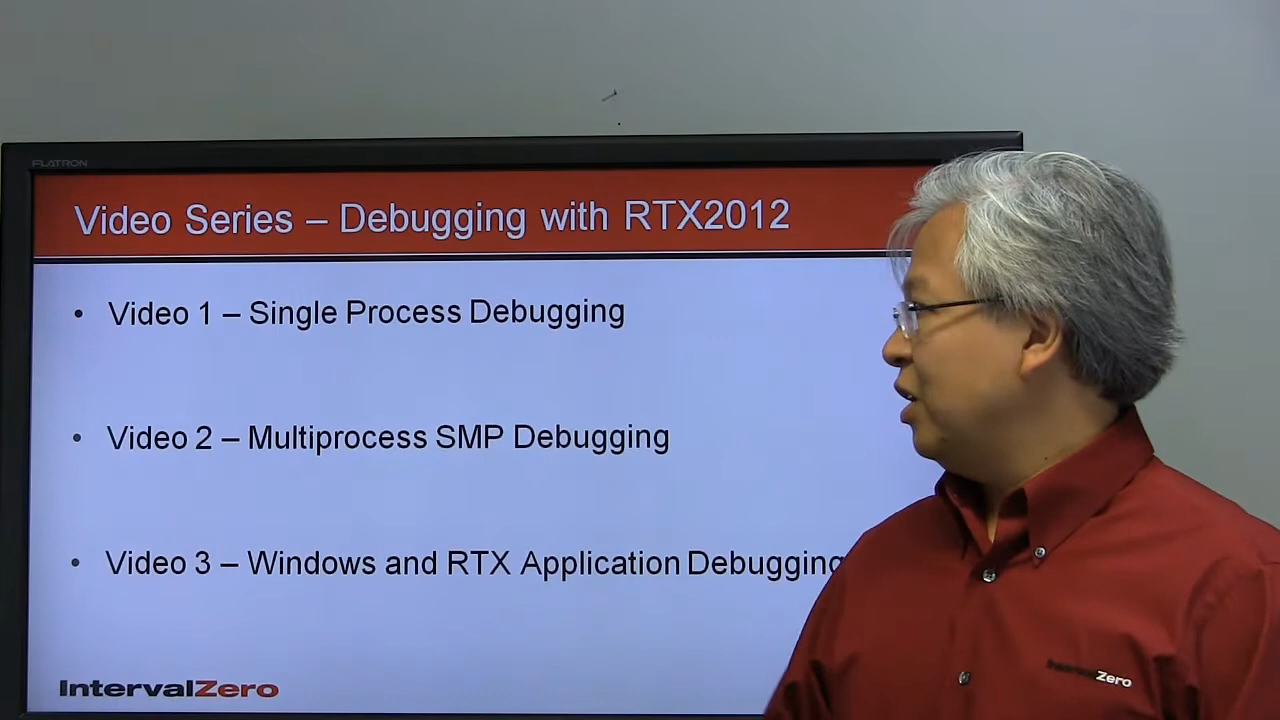 FLATRON
Video Series – Debugging with RTX2012
• Video 1 – Single Process Debugging
• Video 2 – Multiprocess SMP Debugging
• Video 3 – Windows and RTX Application Debugging
IntervalZero
IntervalZero